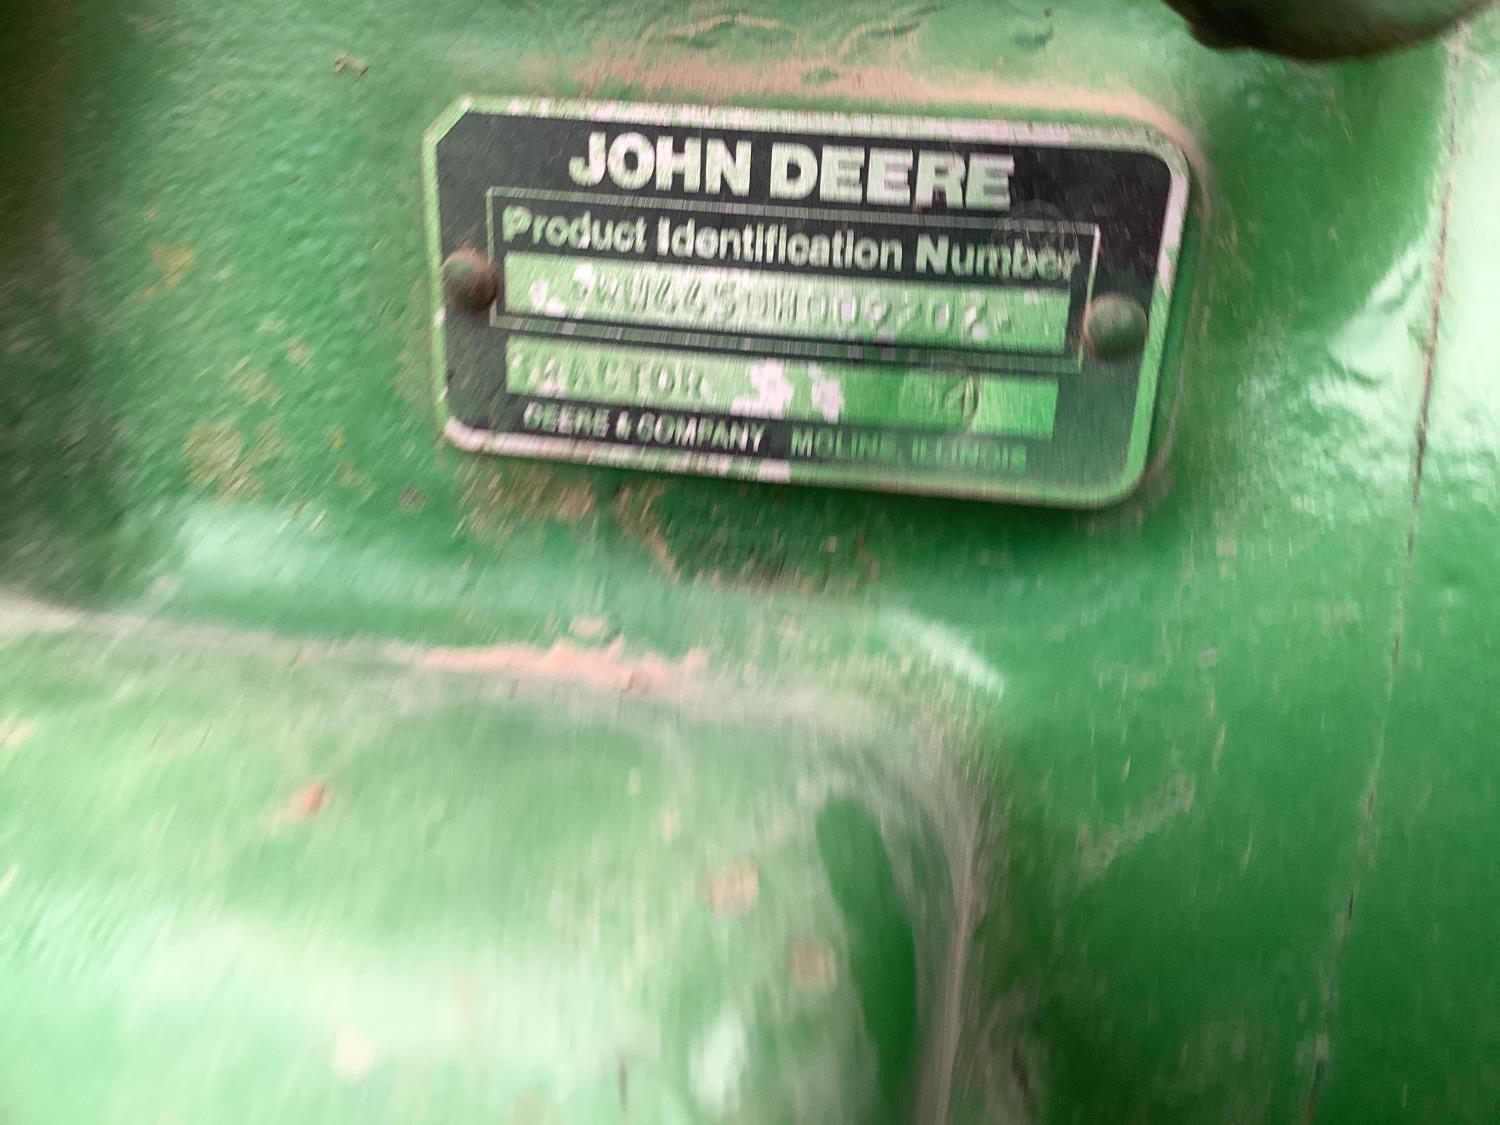 JOHN DEERE
Product Identification Number
TRACTOR
DEERE & COMPANY MOLINE, ILLINOIS